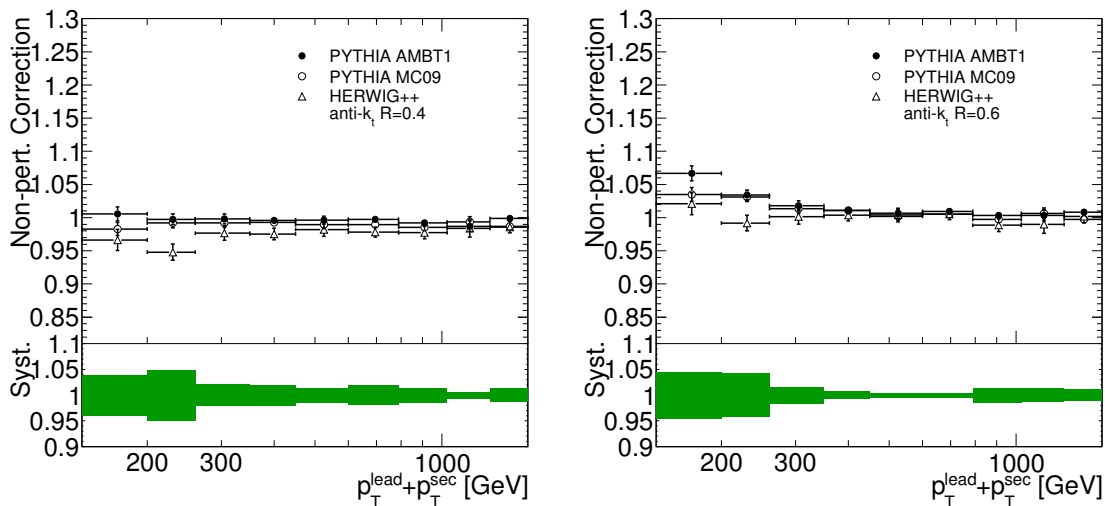 Non-pert. Correction
1.3
1.25
1.2
1.15
1.1
1.05
1
0.95
0.9
0.85
PYTHIA AMBT1
PYTHIA MC09
HERWIG++
anti-k_t R=0.4
Syst.
1.1
1.05
1
0.95
0.9
200 300 1000
p_T^lead+p_T^sec [GeV]
Non-pert. Correction
1.3
1.25
1.2
1.15
1.1
1.05
1
0.95
0.9
0.85
PYTHIA AMBT1
PYTHIA MC09
HERWIG++
anti-k_t R=0.6
Syst.
1.1
1.05
1
0.95
0.9
200 300 1000
p_T^lead+p_T^sec [GeV]